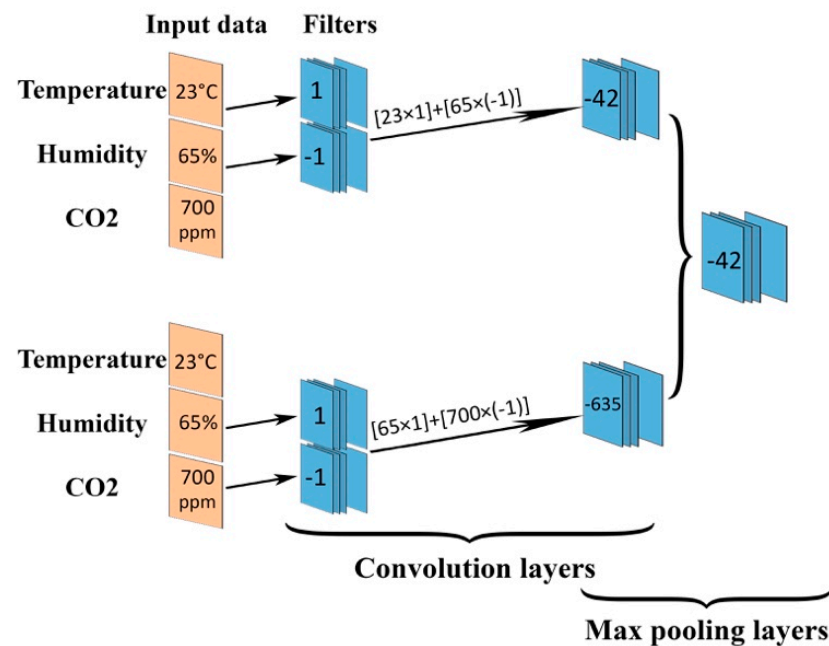 Input data Filters
Temperature 23°C 1 [23×1]+[65×(-1)] -42
Humidity 65% -1
CO2 700 ppm
-42
Temperature 23°C
Humidity 65% 1 [65×1]+[700×(-1)] -635
CO2 700 ppm -1
Convolution layers
Max pooling layers